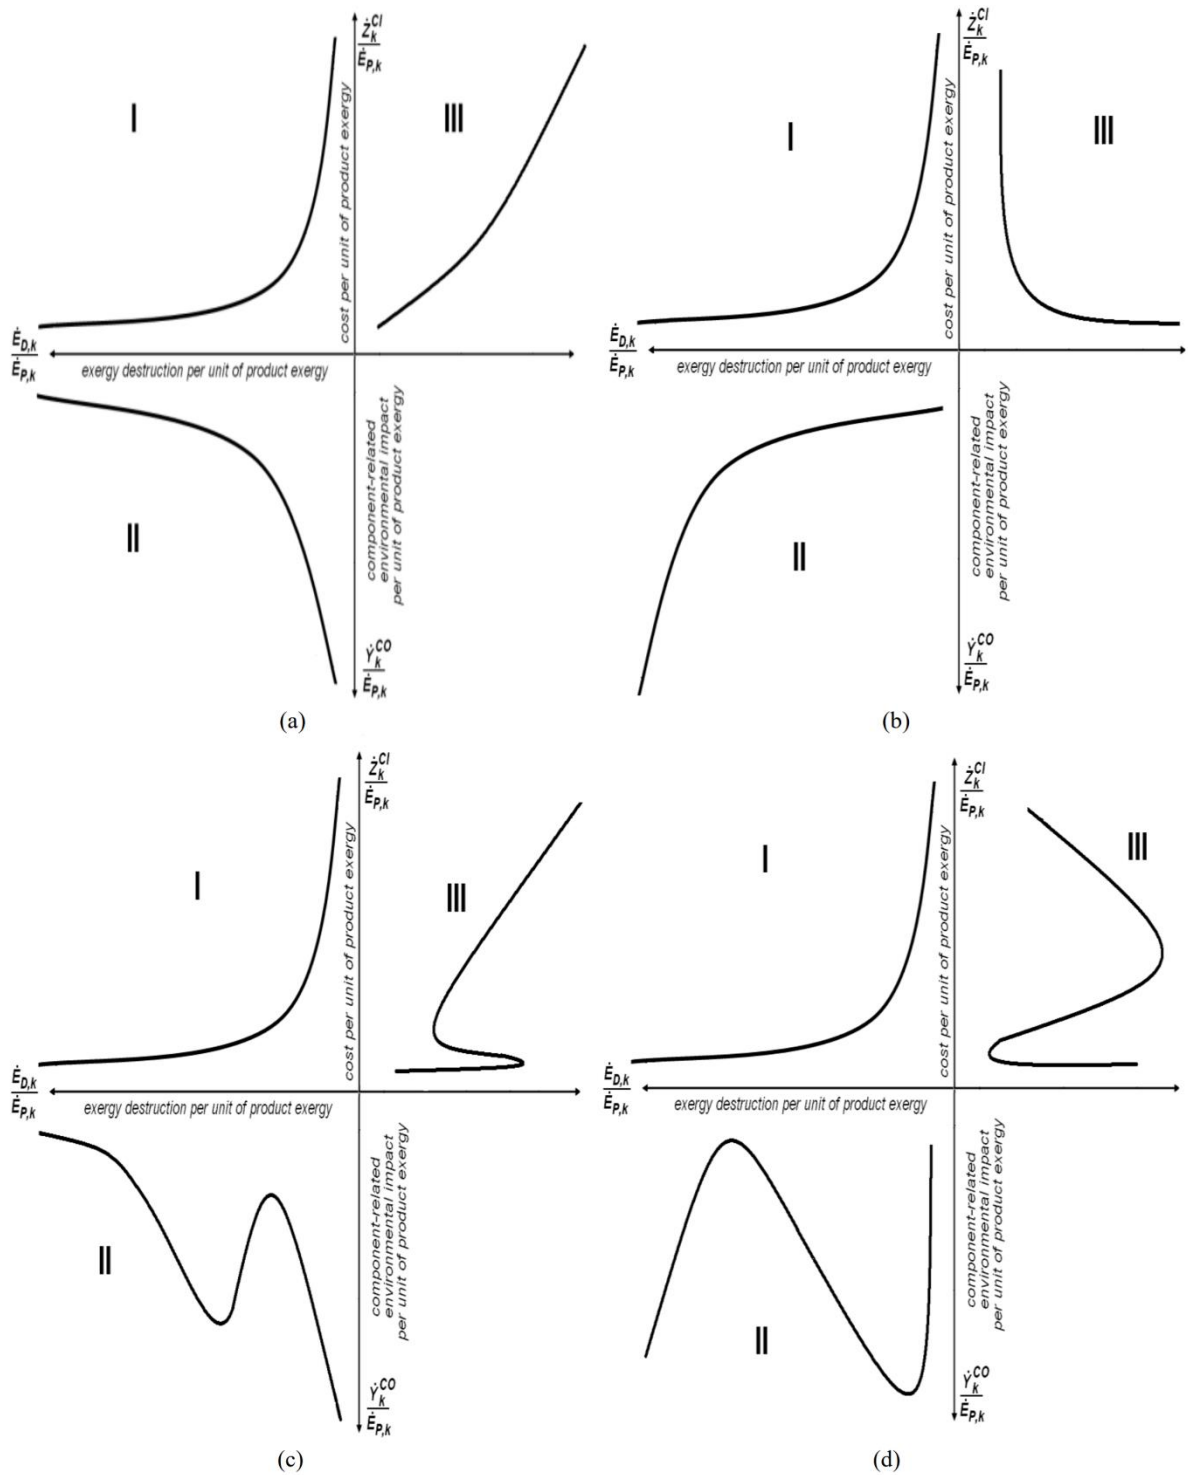 Ż_k^CI
Ė_P,k
cost per unit of product exergy
I
III
Ė_D,k
Ė_P,k
exergy destruction per unit of product exergy
component-related
environmental impact
per unit of product exergy
II
Ẏ_k^CO
Ė_P,k
(a)
Ż_k^CI
Ė_P,k
cost per unit of product exergy
I
III
Ė_D,k
Ė_P,k
exergy destruction per unit of product exergy
component-related
environmental impact
per unit of product exergy
II
Ẏ_k^CO
Ė_P,k
(b)
Ż_k^CI
Ė_P,k
cost per unit of product exergy
I
III
Ė_D,k
Ė_P,k
exergy destruction per unit of product exergy
component-related
environmental impact
per unit of product exergy
II
Ẏ_k^CO
Ė_P,k
(c)
Ż_k^CI
Ė_P,k
cost per unit of product exergy
I
III
Ė_D,k
Ė_P,k
exergy destruction per unit of product exergy
component-related
environmental impact
per unit of product exergy
II
Ẏ_k^CO
Ė_P,k
(d)